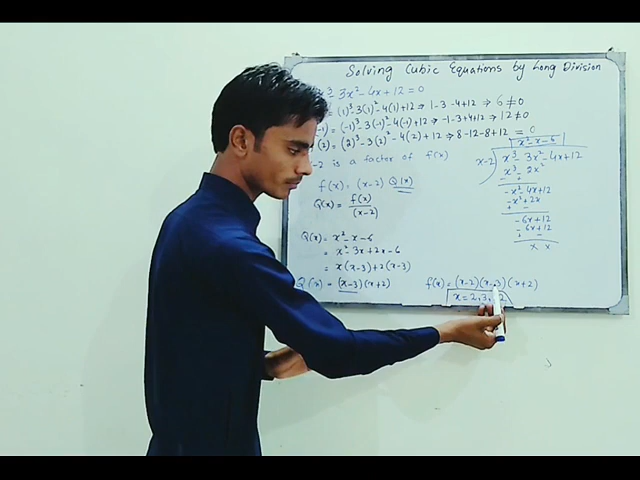 Solving Cubic Equations by Long Division
x³ - 3x² - 4x + 12 = 0
= (1)³ - 3(1)² - 4(1) + 12 ⇒ 1 - 3 - 4 + 12 ⇒ 6 ≠ 0
-1) = (-1)³ - 3(-1)² - 4(-1) + 12 ⇒ -1 - 3 + 4 + 12 ⇒ 12 ≠ 0
(2) = (2)³ - 3(2)² - 4(2) + 12 ⇒ 8 - 12 - 8 + 12 = 0
-2 is a factor of f(x)
f(x) = (x-2) Q(x)
Q(x) = f(x) / (x-2)
Q(x) = x² - x - 6
= x² - 3x + 2x - 6
= x(x-3) + 2(x-3)
Q(x) = (x-3)(x+2)
x² - x - 6
x-2 x³ - 3x² - 4x + 12
x³ - 2x²
- +
-x² - 4x + 12
-x² + 2x
+ -
-6x + 12
-6x + 12
+ -
x x
f(x) = (x-2)(x-3)(x+2)
x = 2, 3, 2